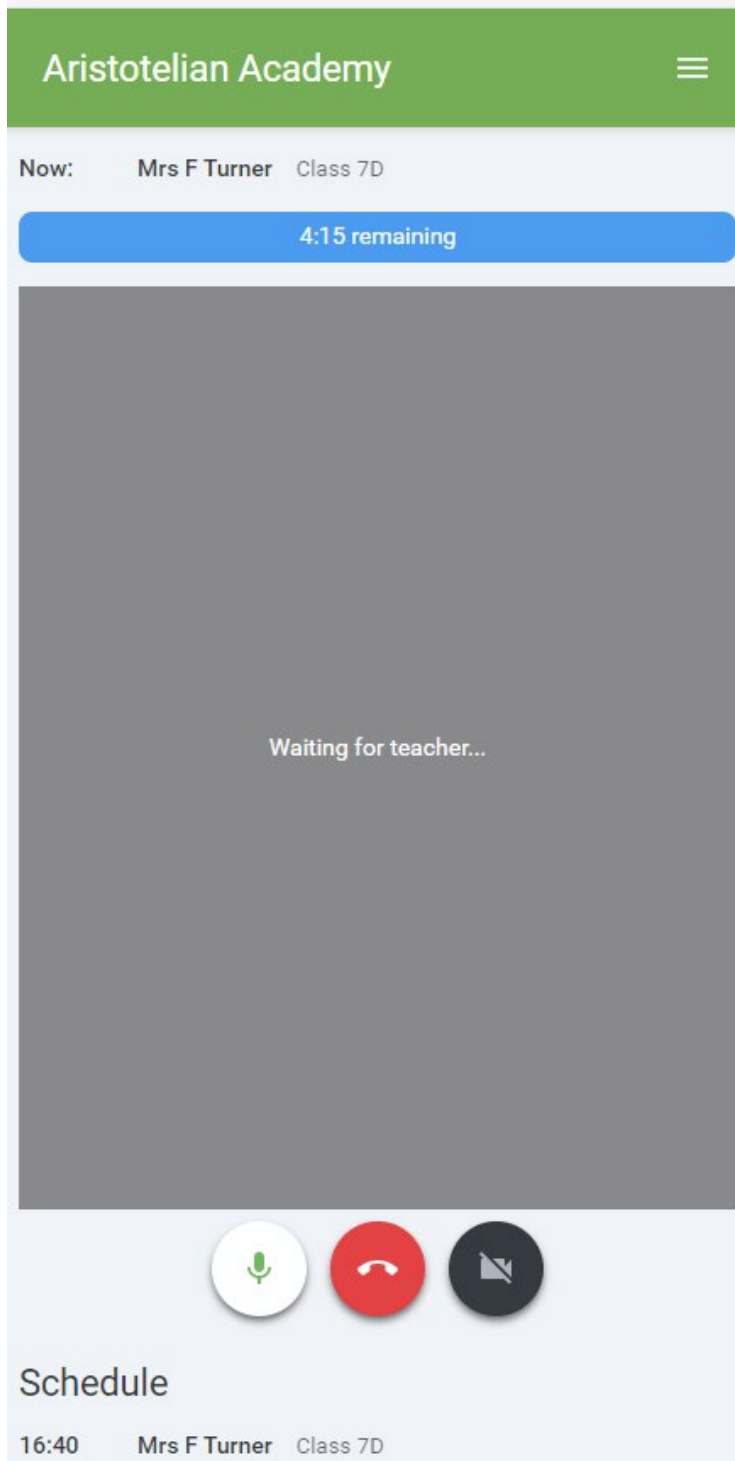 Aristotelian Academy
Now: Mrs F Turner Class 7D
4:15 remaining
Waiting for teacher...
Schedule
16:40 Mrs F Turner Class 7D